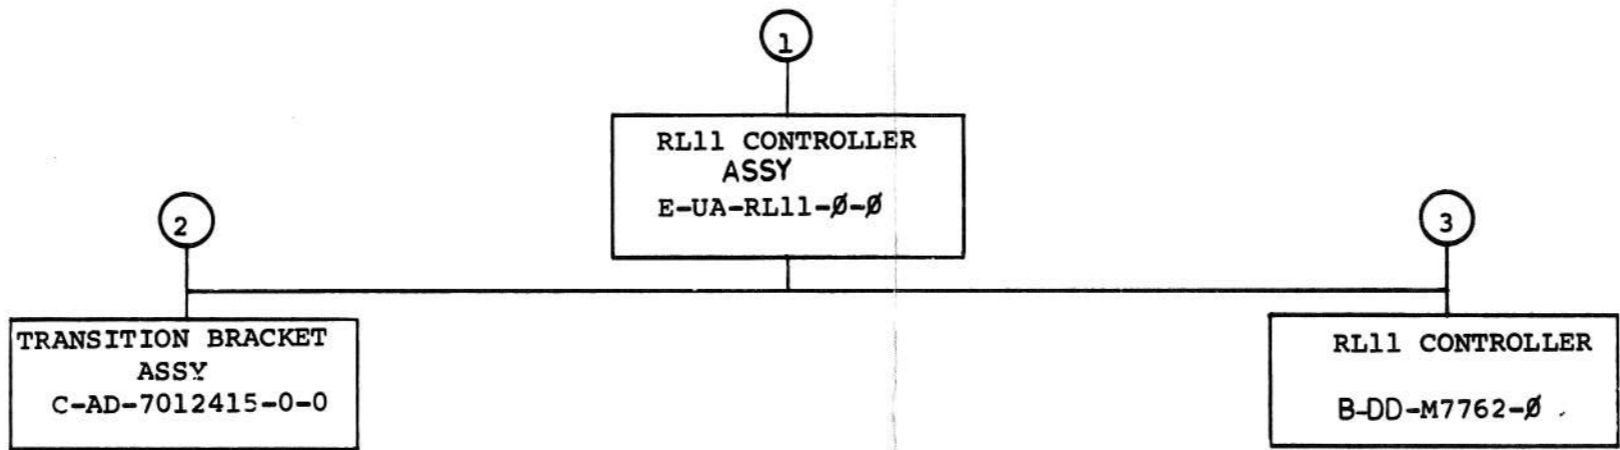 1
RL11 CONTROLLER
ASSY
E-UA-RL11-Ø-Ø
2
3
TRANSITION BRACKET
ASSY
C-AD-7012415-0-0
RL11 CONTROLLER
B-DD-M7762-Ø